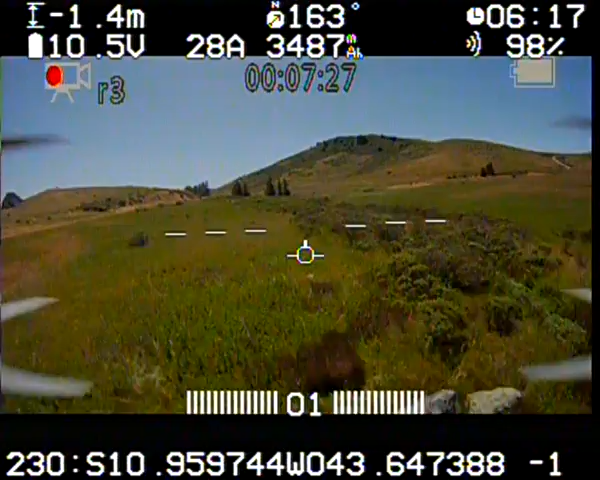 -1.4m 163° 06:17
10.5V 28A 3487mAh 98%
r3 00:07:27
01
230:S10.959744W043.647388 -1